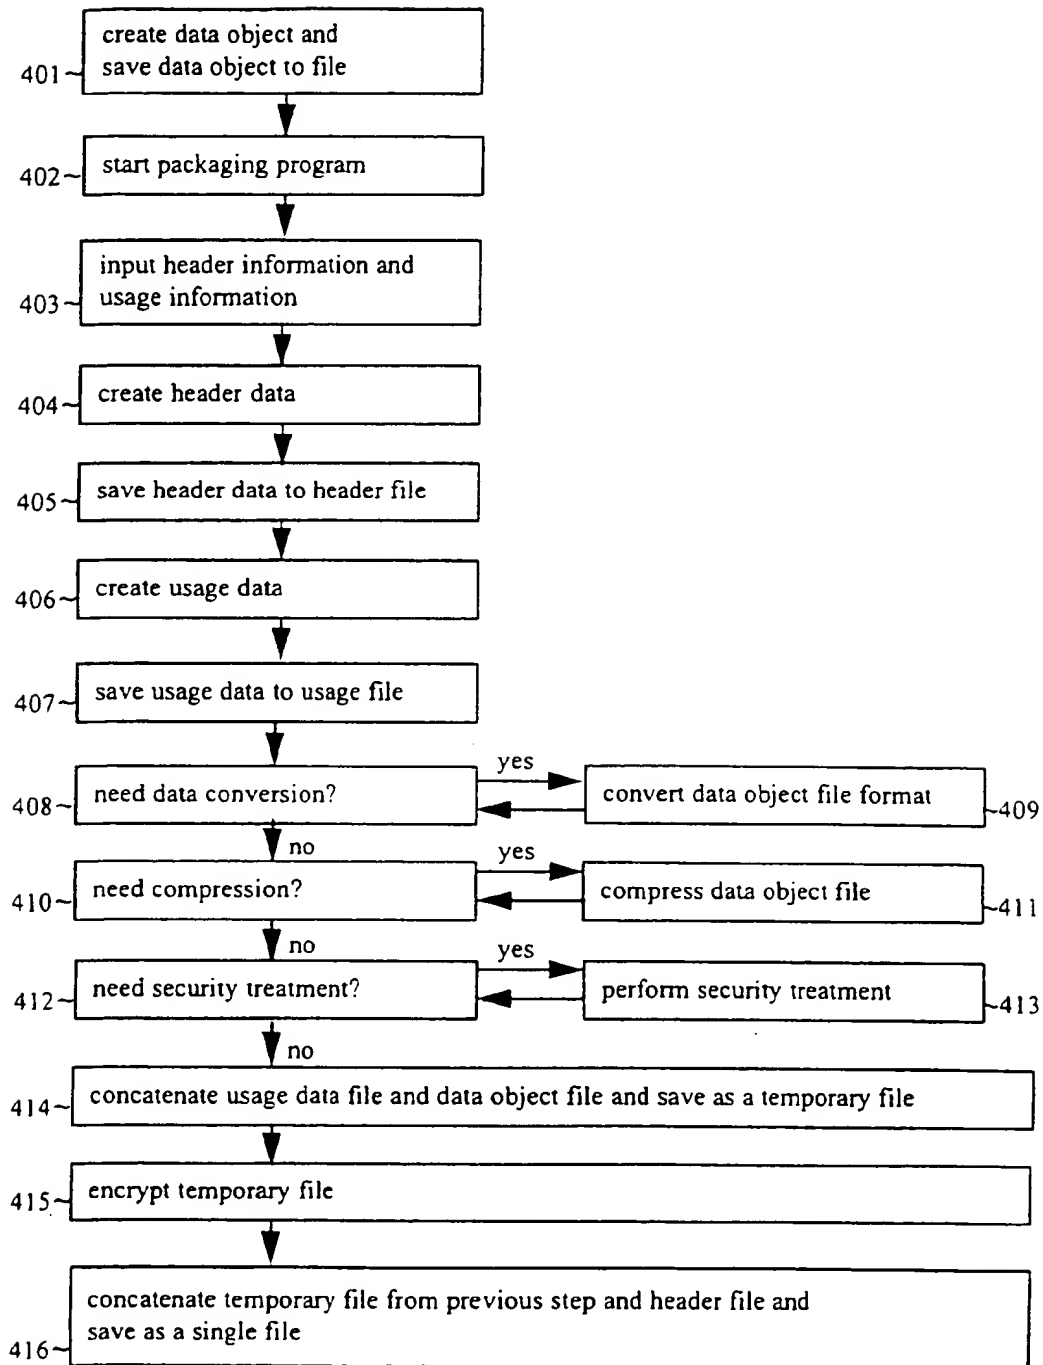 create data object and
save data object to file
401~
start packaging program
402~
input header information and
usage information
403~
create header data
404~
save header data to header file
405~
create usage data
406~
save usage data to usage file
407~
yes
need data conversion?
convert data object file format
408~
~409
no
yes
need compression?
compress data object file
410~
~411
no
yes
need security treatment?
perform security treatment
412~
~413
no
concatenate usage data file and data object file and save as a temporary file
414~
encrypt temporary file
415~
concatenate temporary file from previous step and header file and
save as a single file
416~